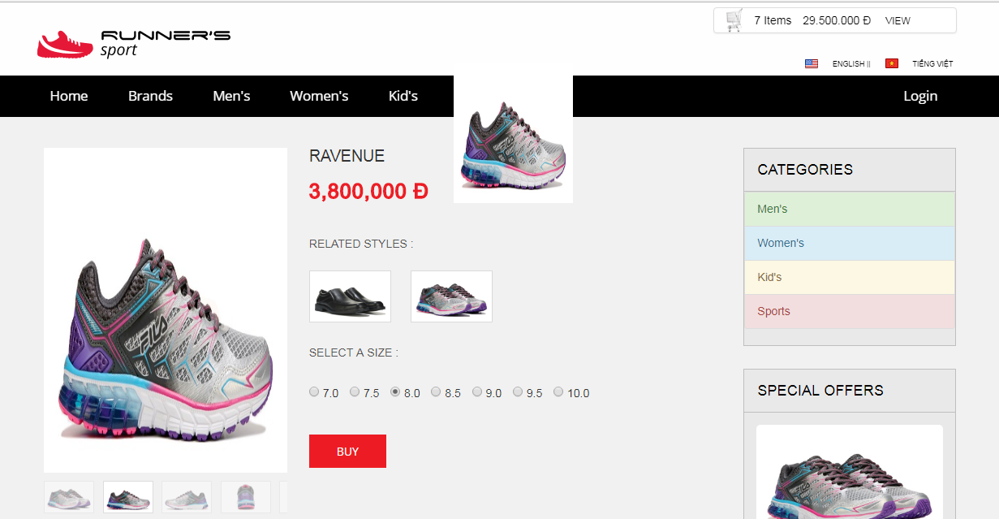 7 Items 29.500.000 Đ VIEW
RUNNER'S
sport
ENGLISH || TIẾNG VIỆT
Home Brands Men's Women's Kid's Login
RAVENUE
3,800,000 Đ
FILA
RELATED STYLES :
SELECT A SIZE :
7.0 7.5 8.0 8.5 9.0 9.5 10.0
BUY
FILA
CATEGORIES
Men's
Women's
Kid's
Sports
SPECIAL OFFERS